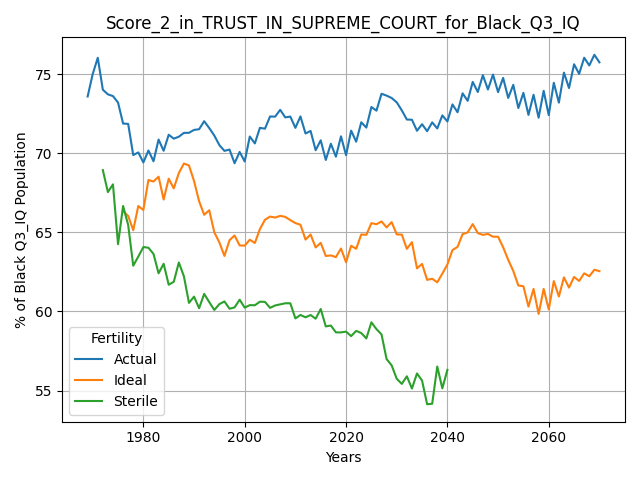 Score_2_in_TRUST_IN_SUPREME_COURT_for_Black_Q3_IQ
% of Black Q3_IQ Population
75
70
65
60
55
Fertility
Actual
Ideal
Sterile
1980
2000
2020
2040
2060
Years